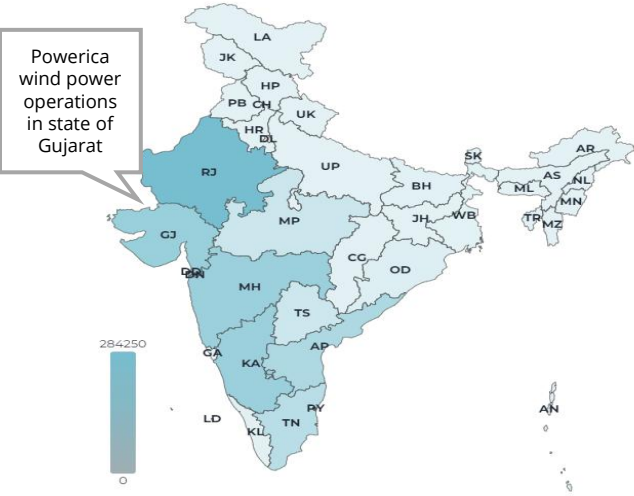 LA
JK
Powerica
wind power
operations
in state of
Gujarat
HP
PB
CH
UK
HR
DL
RJ
UP
SK
AR
AS
NL
BH
ML
MN
JH
WB
TR
MZ
MP
GJ
CG
OD
DN
MH
TS
284250
GA
KA
AP
LD
KL
TN
PY
AN
0